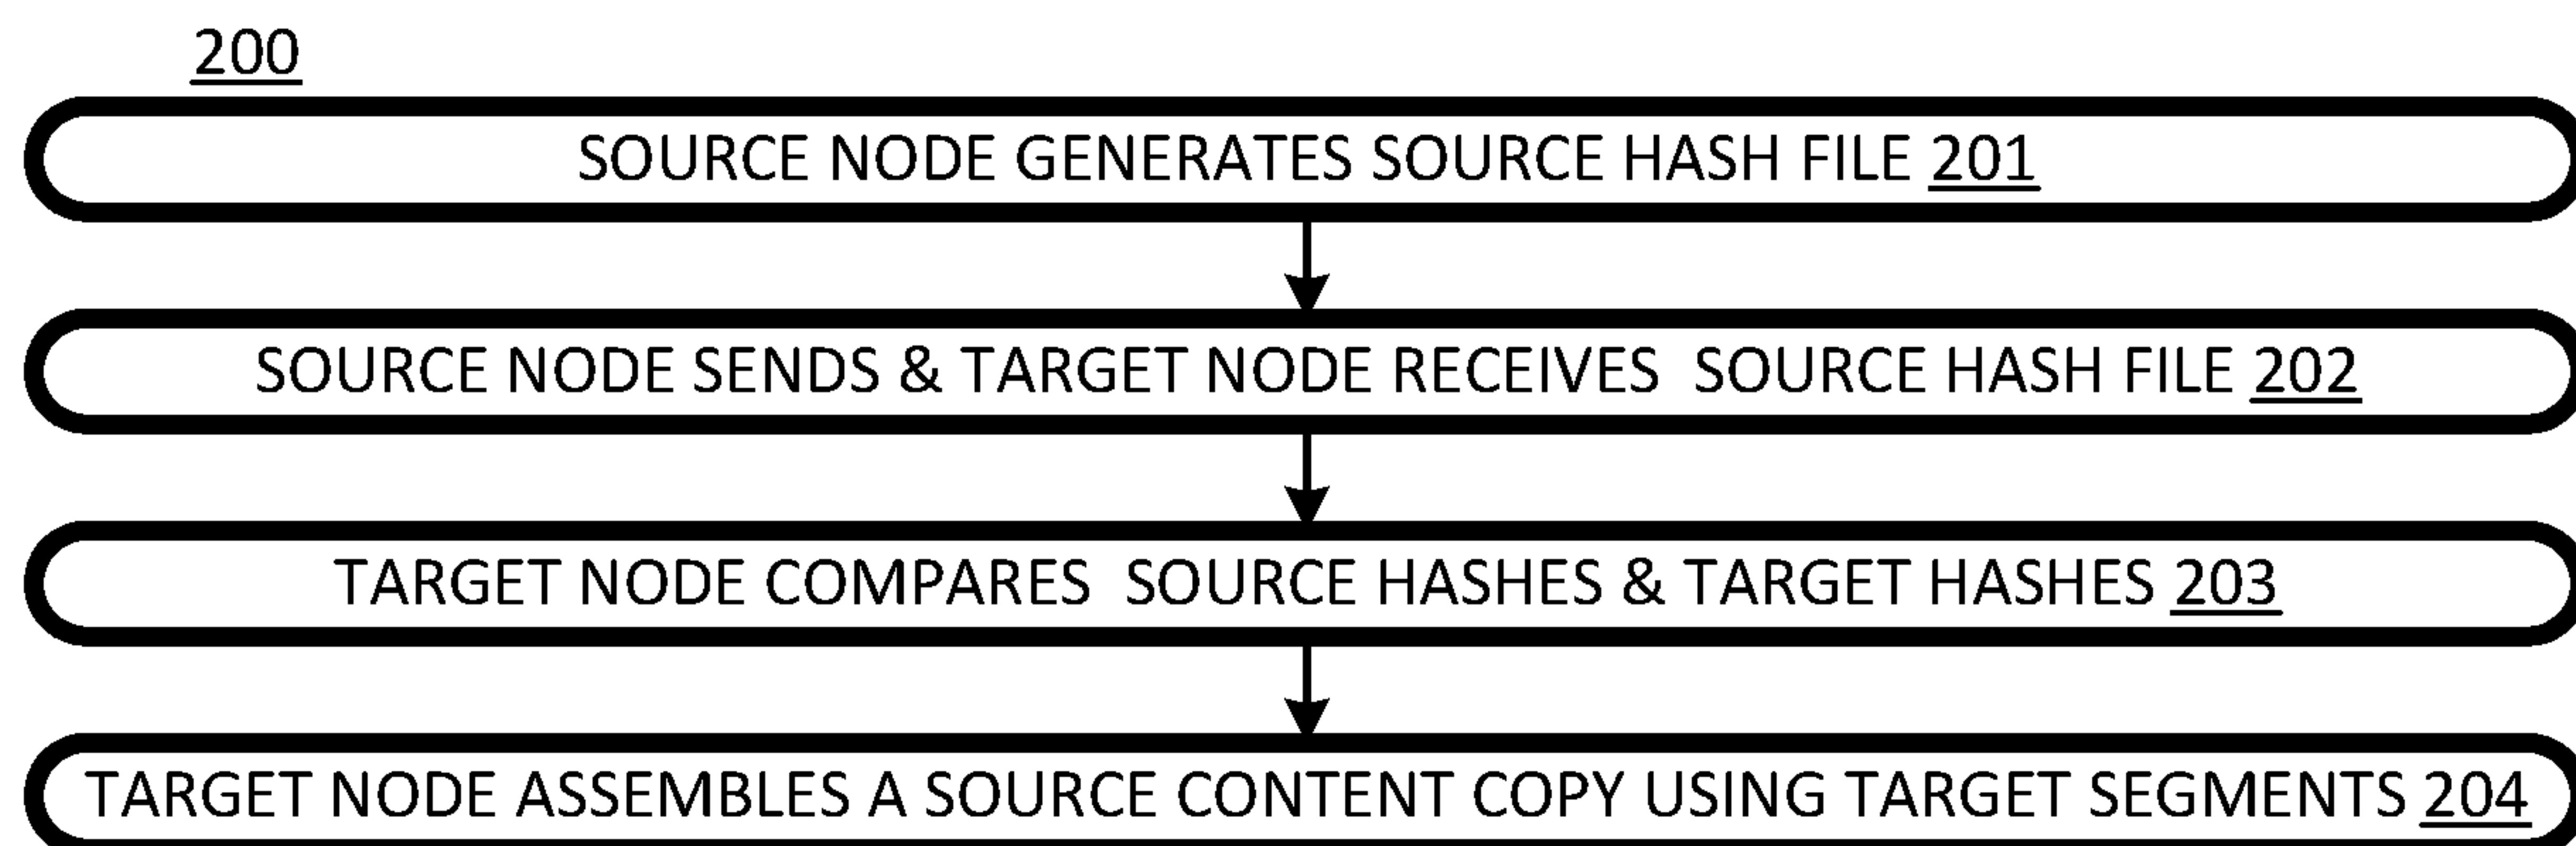 200
SOURCE NODE GENERATES SOURCE HASH FILE 201
SOURCE NODE SENDS & TARGET NODE RECEIVES SOURCE HASH FILE 202
TARGET NODE COMPARES SOURCE HASHES & TARGET HASHES 203
TARGET NODE ASSEMBLES A SOURCE CONTENT COPY USING TARGET SEGMENTS 204